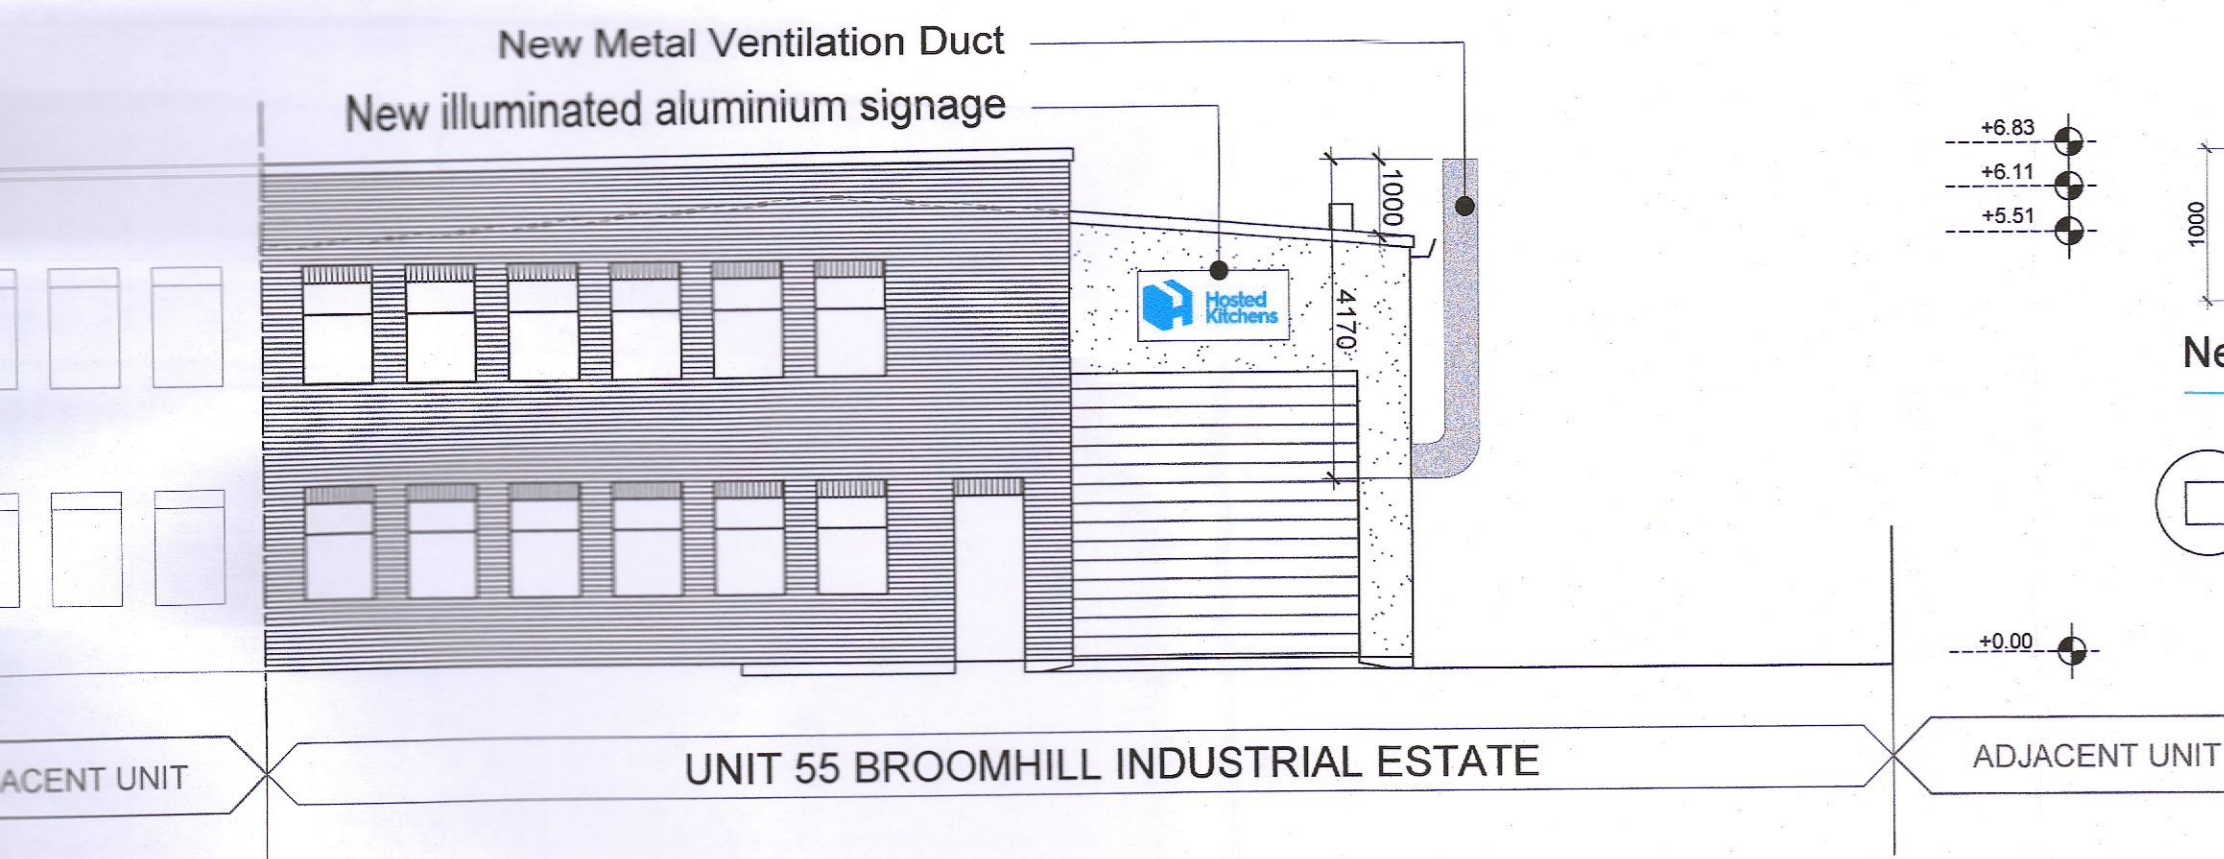 New Metal Ventilation Duct
New illuminated aluminium signage
+6.83
+6.11
+5.51
1000
1000
4170
Hosted
Kitchens
Ne
+0.00
ACENT UNIT
UNIT 55 BROOMHILL INDUSTRIAL ESTATE
ADJACENT UNIT